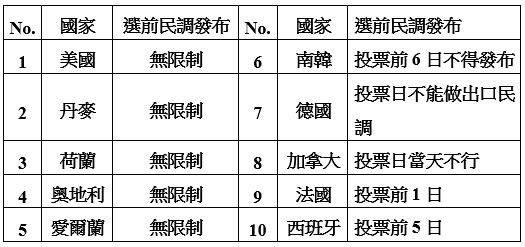 No. 國家 選前民調發布 No. 國家 選前民調發布
1 美國 無限制 6 南韓 投票前 6 日不得發布
2 丹麥 無限制 7 德國 投票日不能做出口民
調
3 荷蘭 無限制 8 加拿大 投票日當天不行
4 奧地利 無限制 9 法國 投票前 1 日
5 愛爾蘭 無限制 10 西班牙 投票前 5 日